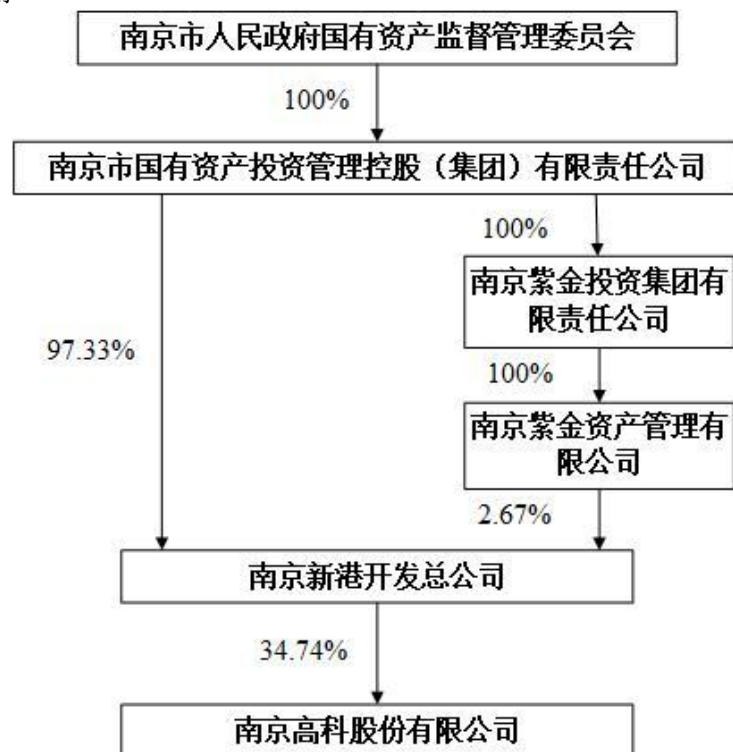 南京市人民政府国有资产监督管理委员会
100%
南京市国有资产投资管理控股（集团）有限责任公司
100%
南京紫金投资集团有
限责任公司
97.33%
100%
南京紫金资产管理有
限公司
2.67%
南京新港开发总公司
34.74%
南京高科股份有限公司